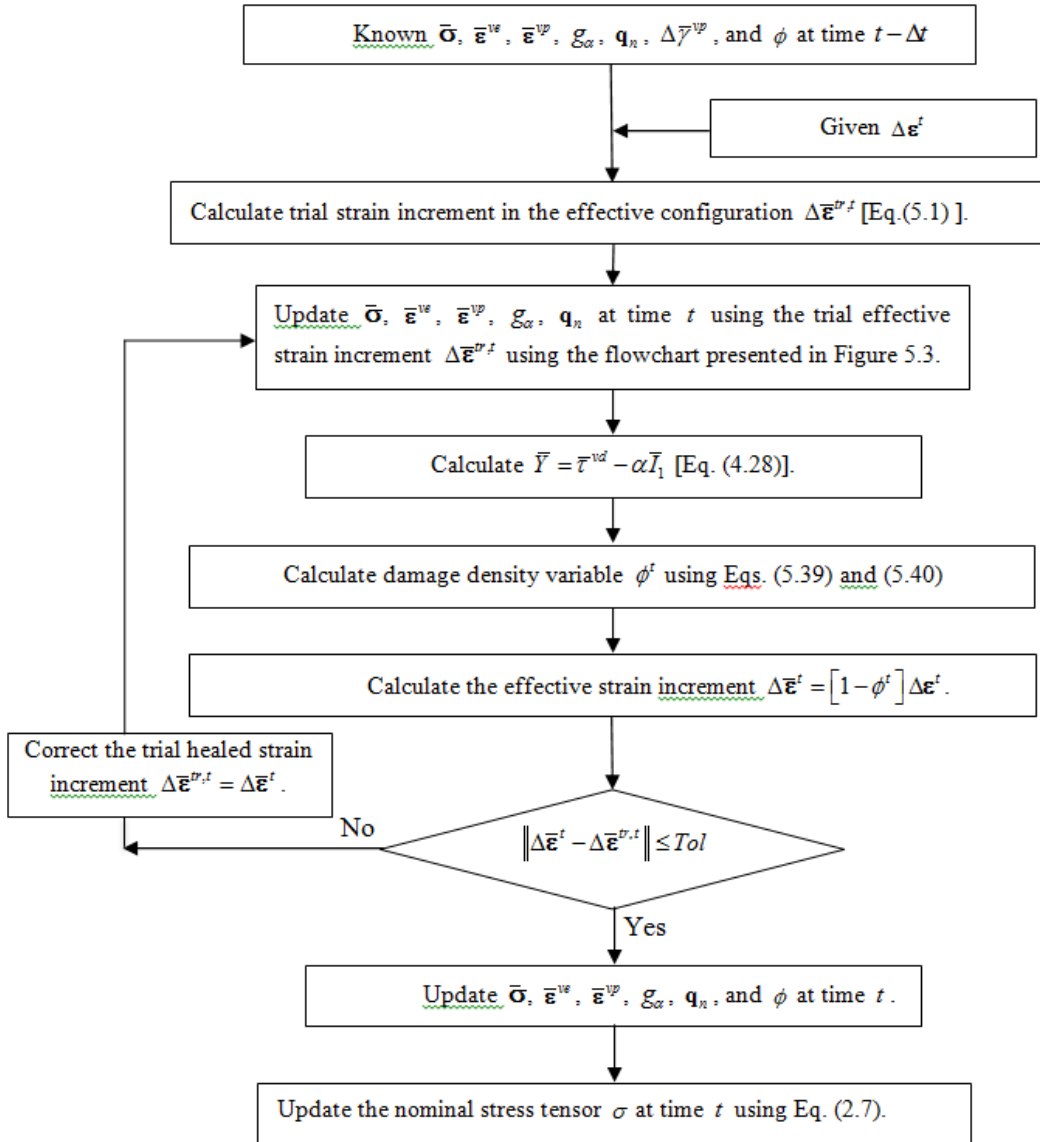 Known σ̄, ε̄^ve, ε̄^vp, g_α, q_n, Δγ̄^vp, and ϕ at time t−Δt
Given Δε^t
Calculate trial strain increment in the effective configuration Δε̄^tr,t [Eq.(5.1) ].
Update σ̄, ε̄^ve, ε̄^vp, g_α, q_n at time t using the trial effective
strain increment Δε̄^tr,t using the flowchart presented in Figure 5.3.
Calculate Ȳ = τ̄^vd − αĪ_1 [Eq. (4.28)].
Calculate damage density variable ϕ^t using Eqs. (5.39) and (5.40)
Calculate the effective strain increment Δε̄^t = [1−ϕ^t]Δε^t.
Correct the trial healed strain
increment Δε̄^tr,t = Δε̄^t.
No
‖Δε̄^t − Δε̄^tr,t‖ ≤ Tol
Yes
Update σ̄, ε̄^ve, ε̄^vp, g_α, q_n, and ϕ at time t.
Update the nominal stress tensor σ at time t using Eq. (2.7).